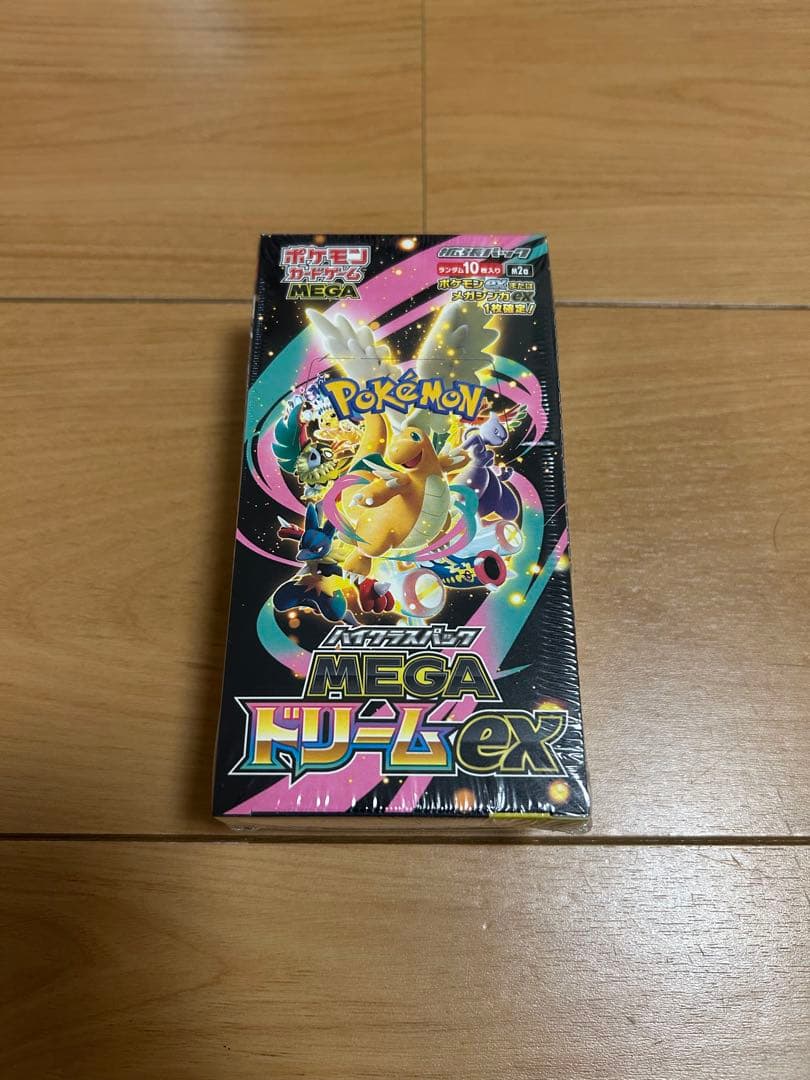 ポケモン
カードゲーム
MEGA
拡張パック
ランダム10枚入り
M2a
ポケモンexまたは
メガシンカex
1枚確定!
POKéMON
ハイクラスパック
MEGA
ドリームex